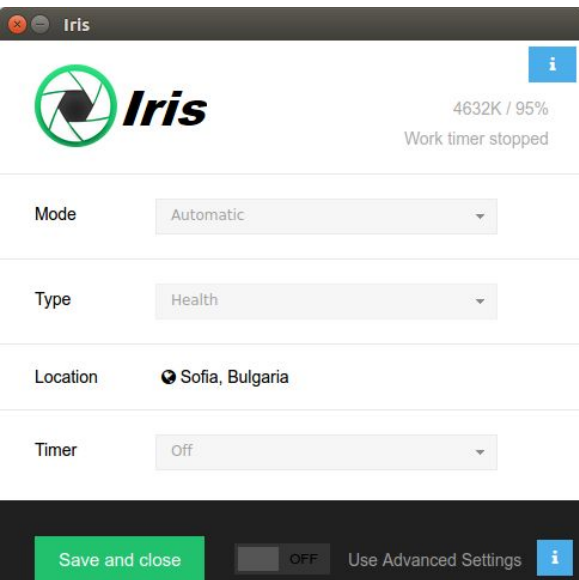 Iris
i
Iris
4632K / 95%
Work timer stopped
Mode Automatic
Type Health
Location Sofia, Bulgaria
Timer Off
Save and close OFF Use Advanced Settings i